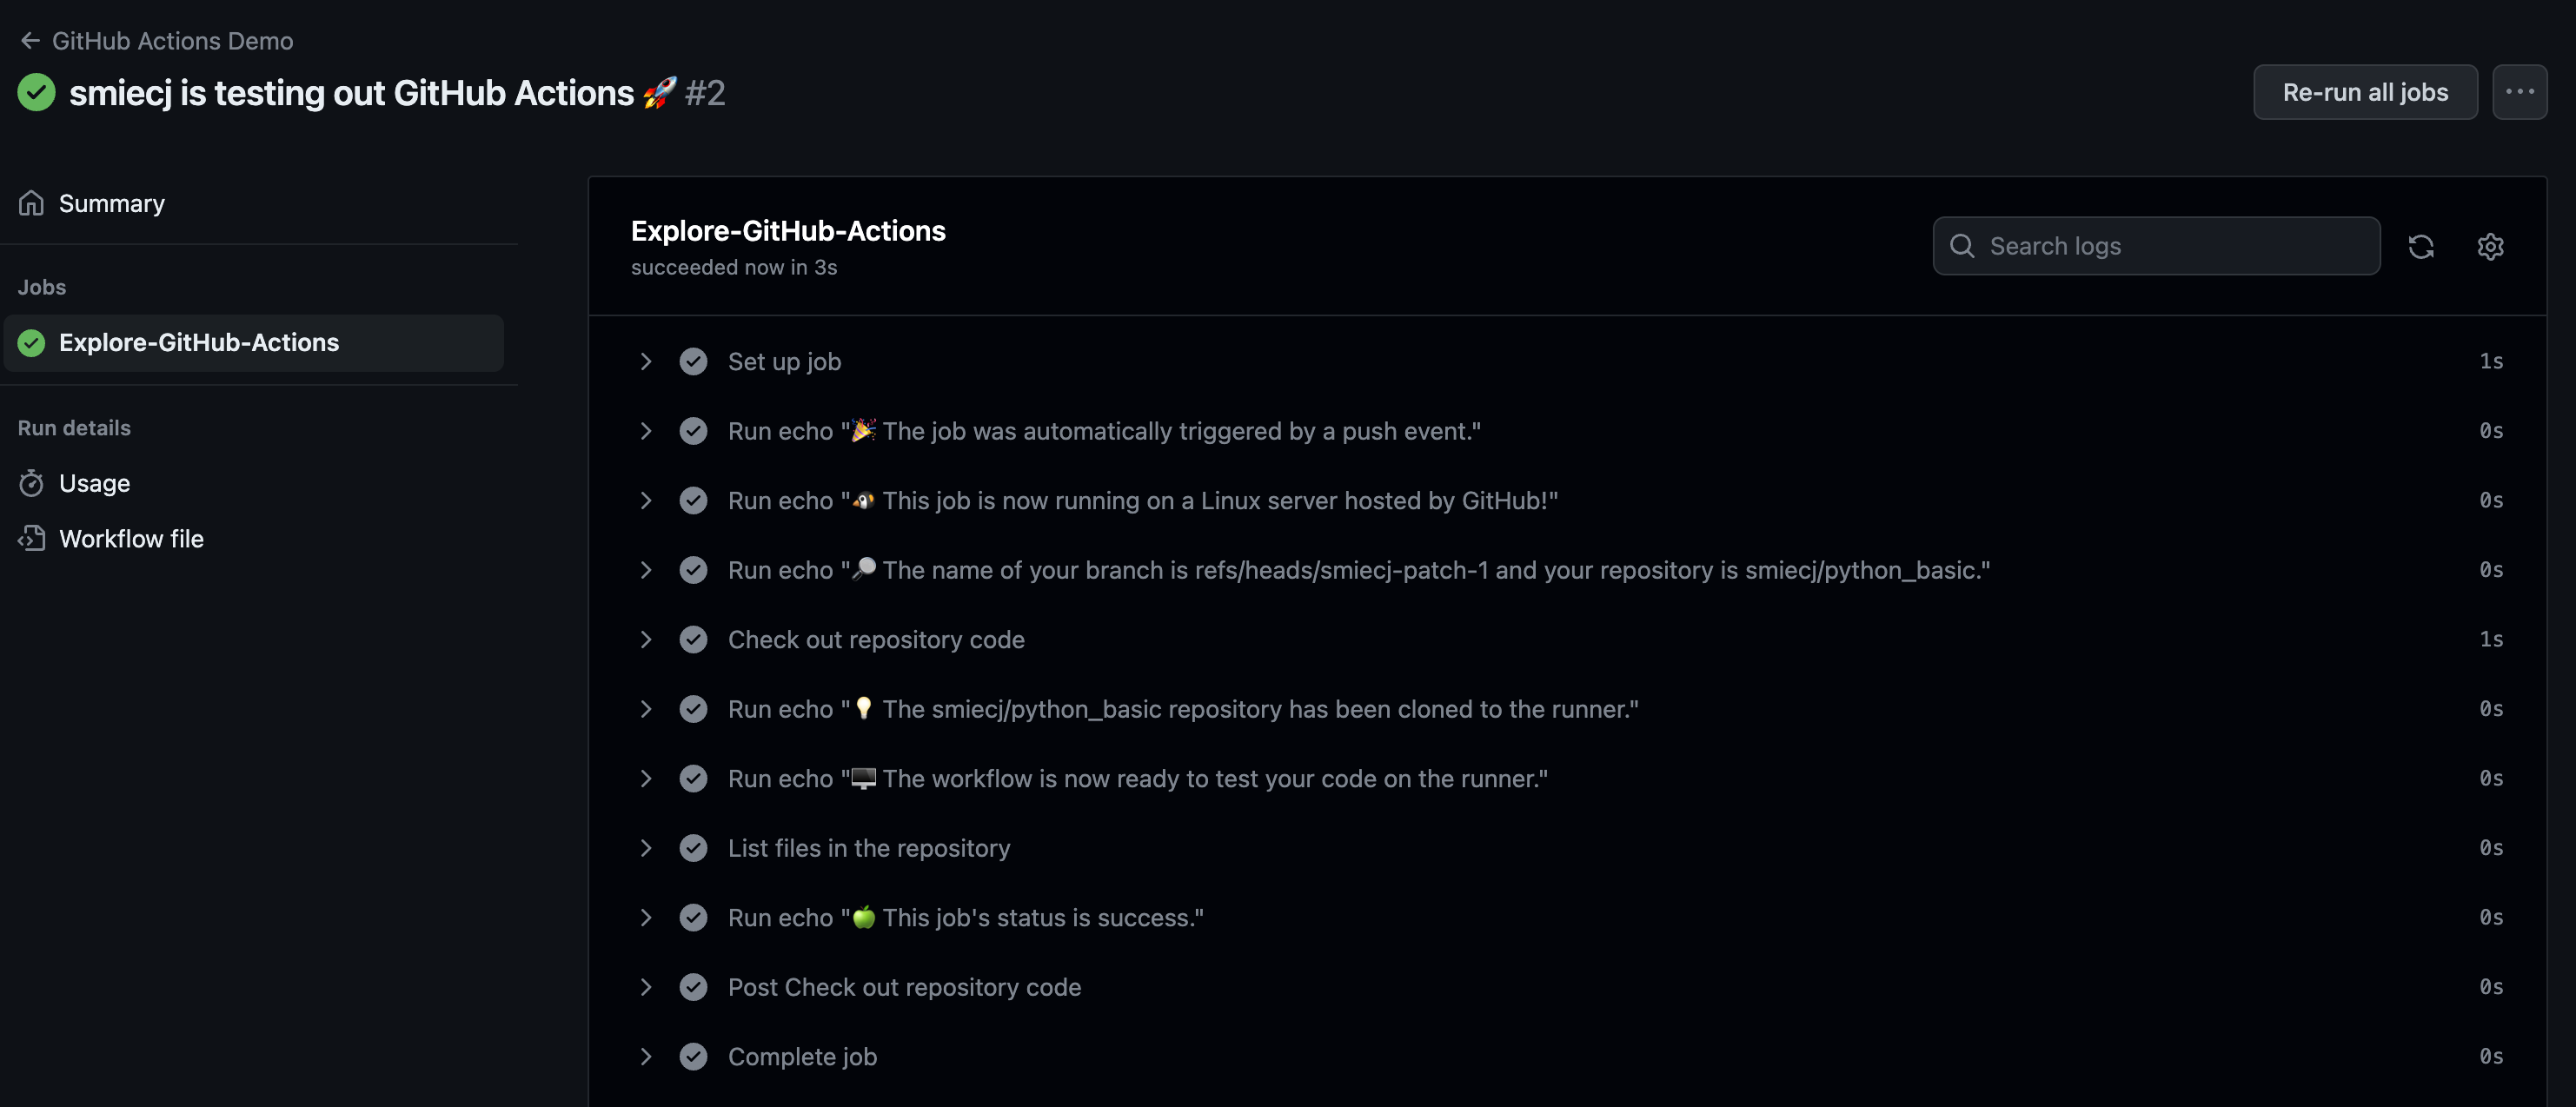 GitHub Actions Demo
smiecj is testing out GitHub Actions 🚀 #2
Re-run all jobs
Summary
Jobs
Explore-GitHub-Actions
Run details
Usage
Workflow file
Explore-GitHub-Actions
succeeded now in 3s
Search logs
Set up job 1s
Run echo "🎉 The job was automatically triggered by a push event." 0s
Run echo "🐧 This job is now running on a Linux server hosted by GitHub!" 0s
Run echo "🔎 The name of your branch is refs/heads/smiecj-patch-1 and your repository is smiecj/python_basic." 0s
Check out repository code 1s
Run echo "💡 The smiecj/python_basic repository has been cloned to the runner." 0s
Run echo "🖥️ The workflow is now ready to test your code on the runner." 0s
List files in the repository 0s
Run echo "🍏 This job's status is success." 0s
Post Check out repository code 0s
Complete job 0s